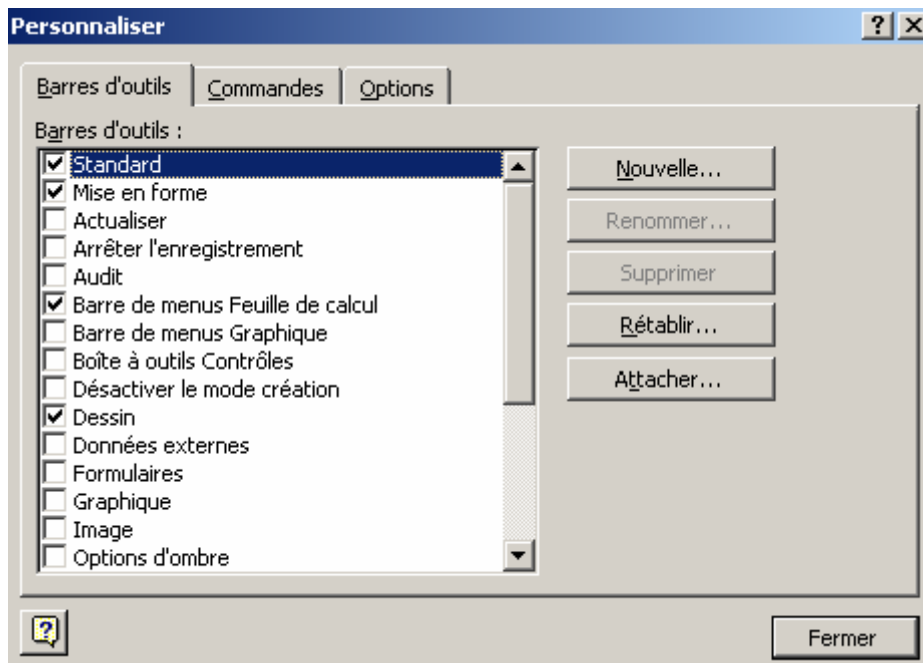 Personnaliser
Barres d'outils Commandes Options
Barres d'outils :
Standard
Mise en forme
Actualiser
Arrêter l'enregistrement
Audit
Barre de menus Feuille de calcul
Barre de menus Graphique
Boîte à outils Contrôles
Désactiver le mode création
Dessin
Données externes
Formulaires
Graphique
Image
Options d'ombre
Nouvelle...
Renommer...
Supprimer
Rétablir...
Attacher...
Fermer